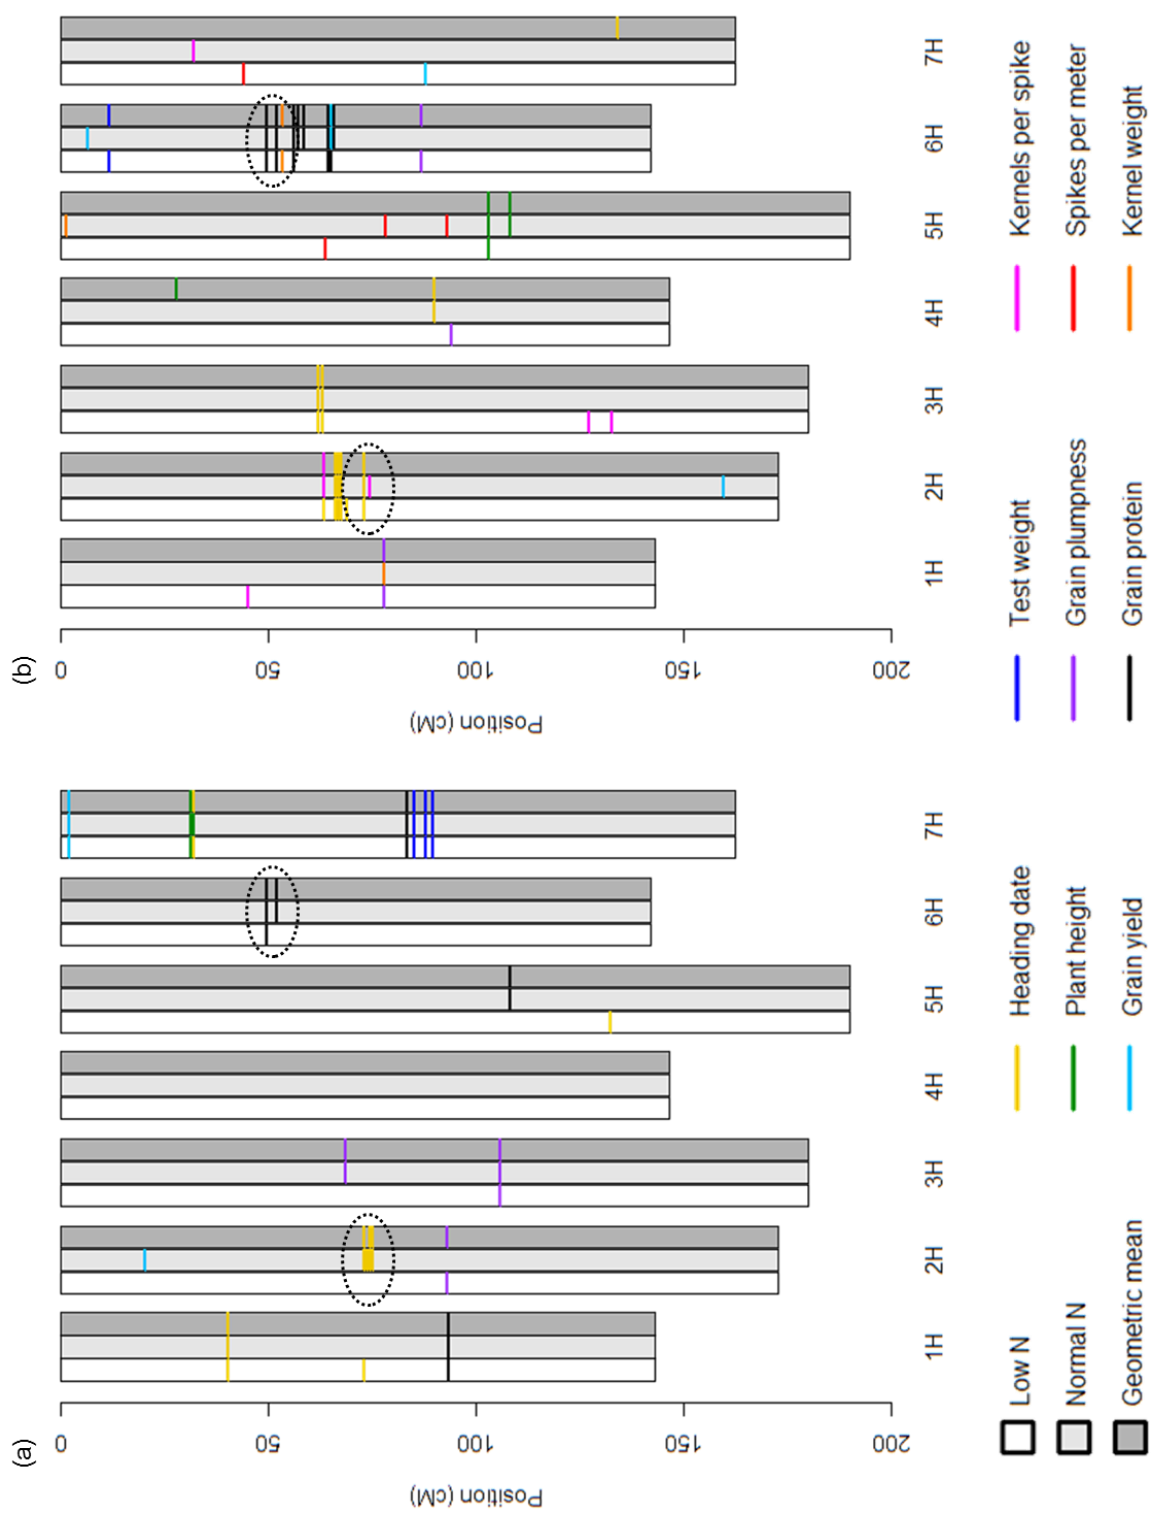 (a)
Position (cM)
0
50
100
150
200
1H
2H
3H
4H
5H
6H
7H
(b)
Position (cM)
0
50
100
150
200
1H
2H
3H
4H
5H
6H
7H
Low N
Normal N
Geometric mean
Heading date
Plant height
Grain yield
Test weight
Grain plumpness
Grain protein
Kernels per spike
Spikes per meter
Kernel weight